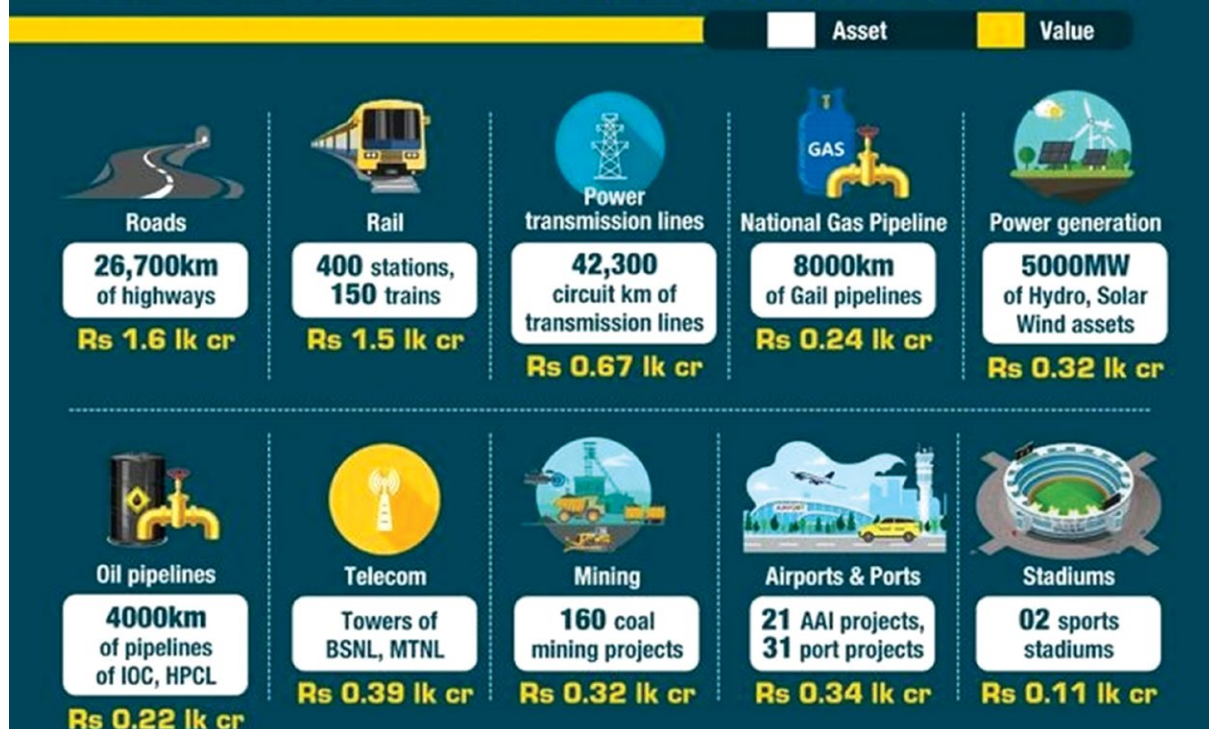 Asset
Value
GAS
Roads
26,700km
of highways
Rs 1.6 lk cr
Rail
400 stations,
150 trains
Rs 1.5 lk cr
Power
transmission lines
42,300
circuit km of
transmission lines
Rs 0.67 lk cr
National Gas Pipeline
8000km
of Gail pipelines
Rs 0.24 lk cr
Power generation
5000MW
of Hydro, Solar
Wind assets
Rs 0.32 lk cr
Oil pipelines
4000km
of pipelines
of IOC, HPCL
Rs 0.22 lk cr
Telecom
Towers of
BSNL, MTNL
Rs 0.39 lk cr
Mining
160 coal
mining projects
Rs 0.32 lk cr
AIRPORT
Airports & Ports
21 AAI projects,
31 port projects
Rs 0.34 lk cr
Stadiums
02 sports
stadiums
Rs 0.11 lk cr